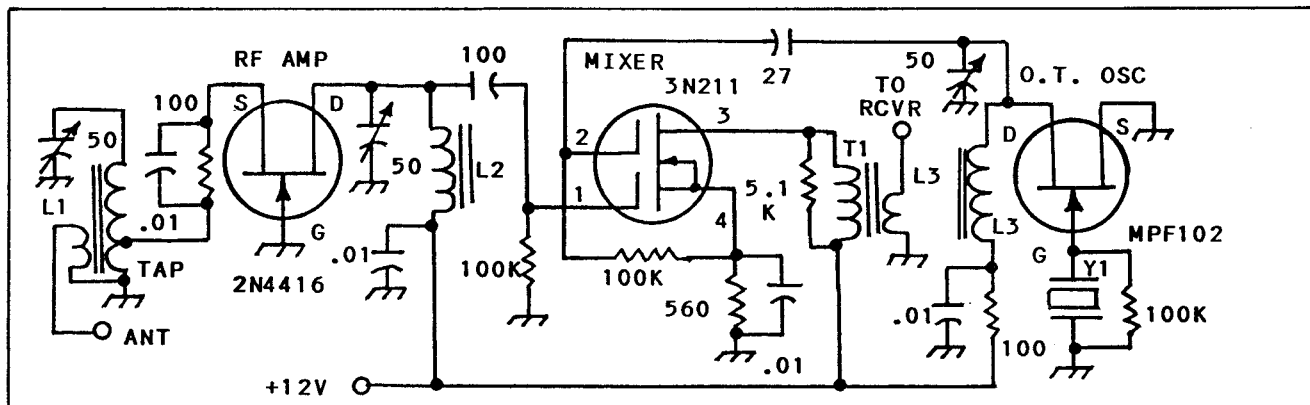 RF AMP
100
MIXER
3N211
27
50
O.T. OSC
TO
RCVR
100
S
D
50
50
L2
2
1
3
4
T1
L3
5.1
K
D
S
L3
MPF102
G
Y1
L1
.01
TAP
G
2N4416
.01
100K
100K
560
.01
.01
100
100K
ANT
+12V